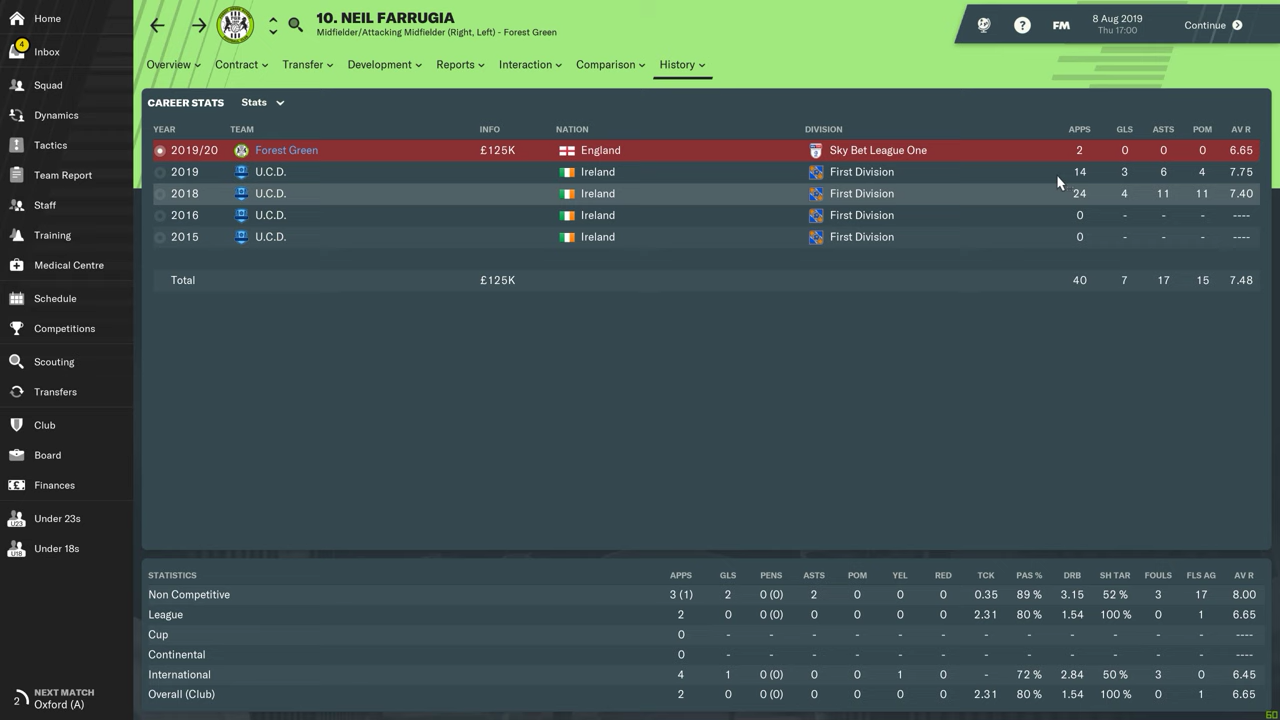 10. NEIL FARRUGIA
Midfielder/Attacking Midfielder (Right, Left) - Forest Green
FM
8 Aug 2019
Thu 17:00
Continue
Home
4
Inbox
Squad
Dynamics
Tactics
Team Report
Staff
Training
Medical Centre
Schedule
Competitions
Scouting
Transfers
Club
Board
Finances
U23 Under 23s
U18 Under 18s
2 NEXT MATCH
Oxford (A)
Overview Contract Transfer Development Reports Interaction Comparison History
CAREER STATS Stats
YEAR TEAM INFO NATION DIVISION APPS GLS ASTS POM AV R
2019/20 Forest Green £125K England Sky Bet League One 2 0 0 0 6.65
2019 U.C.D. Ireland First Division 14 3 6 4 7.75
2018 U.C.D. Ireland First Division 24 4 11 11 7.40
2016 U.C.D. Ireland First Division 0 - - - ----
2015 U.C.D. Ireland First Division 0 - - - ----
Total £125K 40 7 17 15 7.48
STATISTICS APPS GLS PENS ASTS POM YEL RED TCK PAS % DRB SH TAR FOULS FLS AG AV R
Non Competitive 3 (1) 2 0 (0) 2 0 0 0 0.35 89 % 3.15 52 % 3 17 8.00
League 2 0 0 (0) 0 0 0 0 2.31 80 % 1.54 100 % 0 1 6.65
Cup 0 - - - - - - - - - - - - ----
Continental 0 - - - - - - - - - - - - ----
International 4 1 0 (0) 0 0 1 0 - 72 % 2.84 50 % 3 0 6.45
Overall (Club) 2 0 0 (0) 0 0 0 0 2.31 80 % 1.54 100 % 0 1 6.65
60